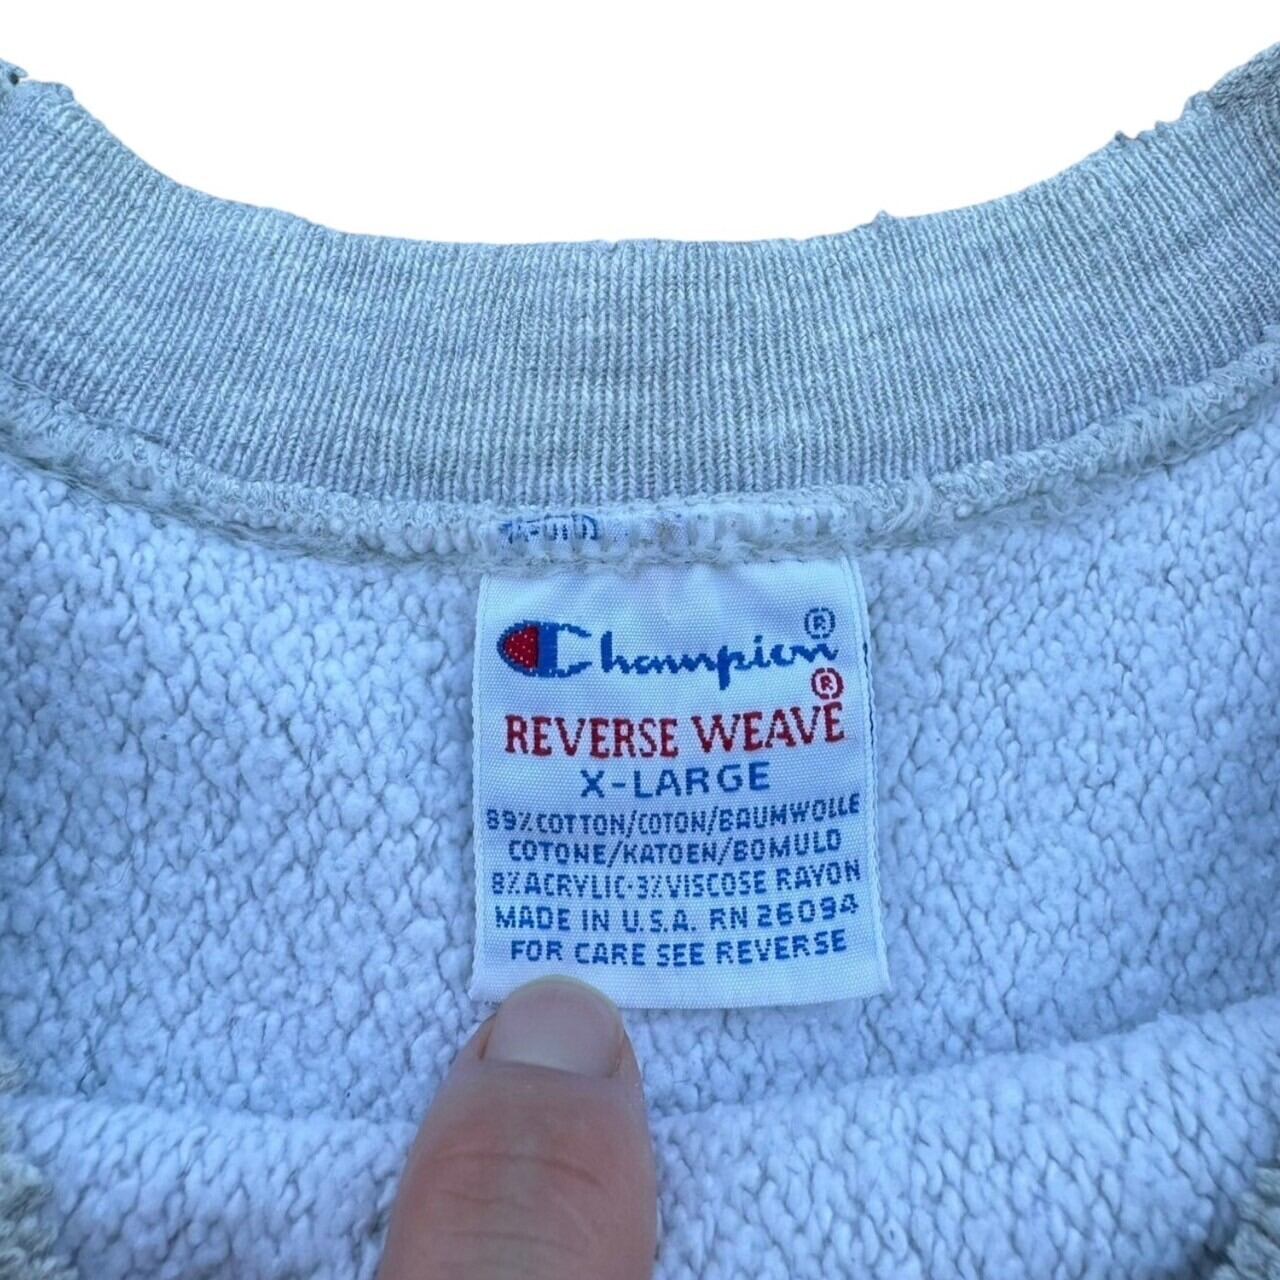 Champion®
REVERSE WEAVE®
X-LARGE
89% COTTON/COTON/BAUMWOLLE
COTONE/KATOEN/BOMULD
8% ACRYLIC·3% VISCOSE RAYON
MADE IN U.S.A. RN 26094
FOR CARE SEE REVERSE